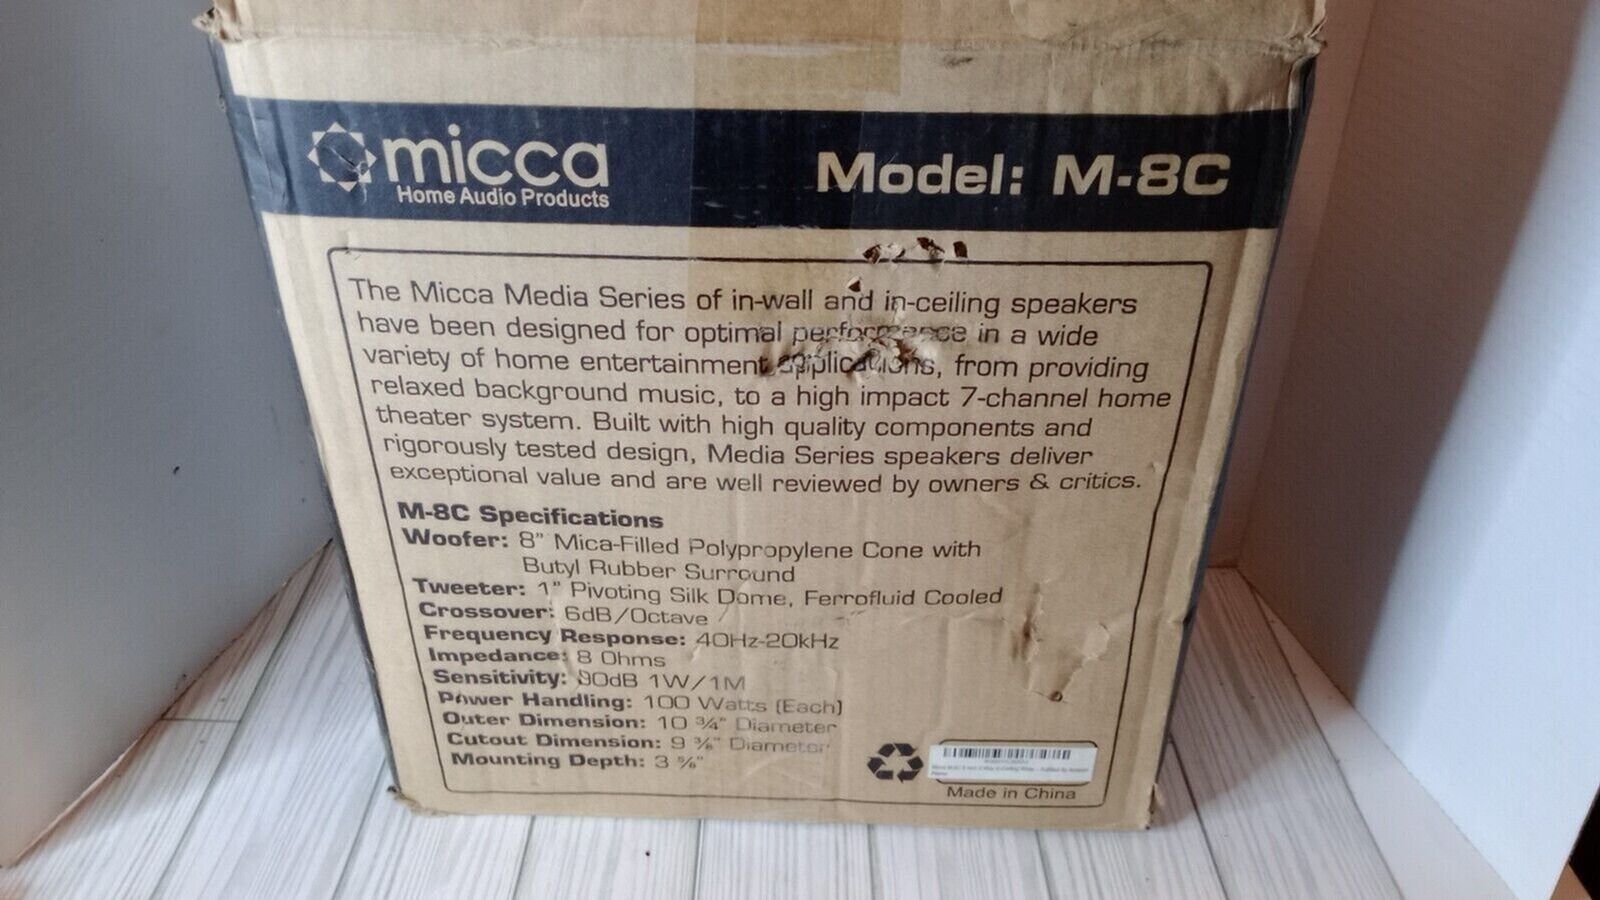 micca
Home Audio Products
Model: M-8C
The Micca Media Series of in-wall and in-ceiling speakers
have been designed for optimal performance in a wide
variety of home entertainment applications, from providing
relaxed background music, to a high impact 7-channel home
theater system. Built with high quality components and
rigorously tested design, Media Series speakers deliver
exceptional value and are well reviewed by owners & critics.
M-8C Specifications
Woofer: 8" Mica-Filled Polypropylene Cone with
Butyl Rubber Surround
Tweeter: 1" Pivoting Silk Dome, Ferrofluid Cooled
Crossover: 6dB/Octave
Frequency Response: 40Hz-20kHz
Impedance: 8 Ohms
Sensitivity: 90dB 1W/1M
Power Handling: 100 Watts (Each)
Outer Dimension: 10 ¾" Diameter
Cutout Dimension: 9 ⅜" Diameter
Mounting Depth: 3 ⅝"
Made in China